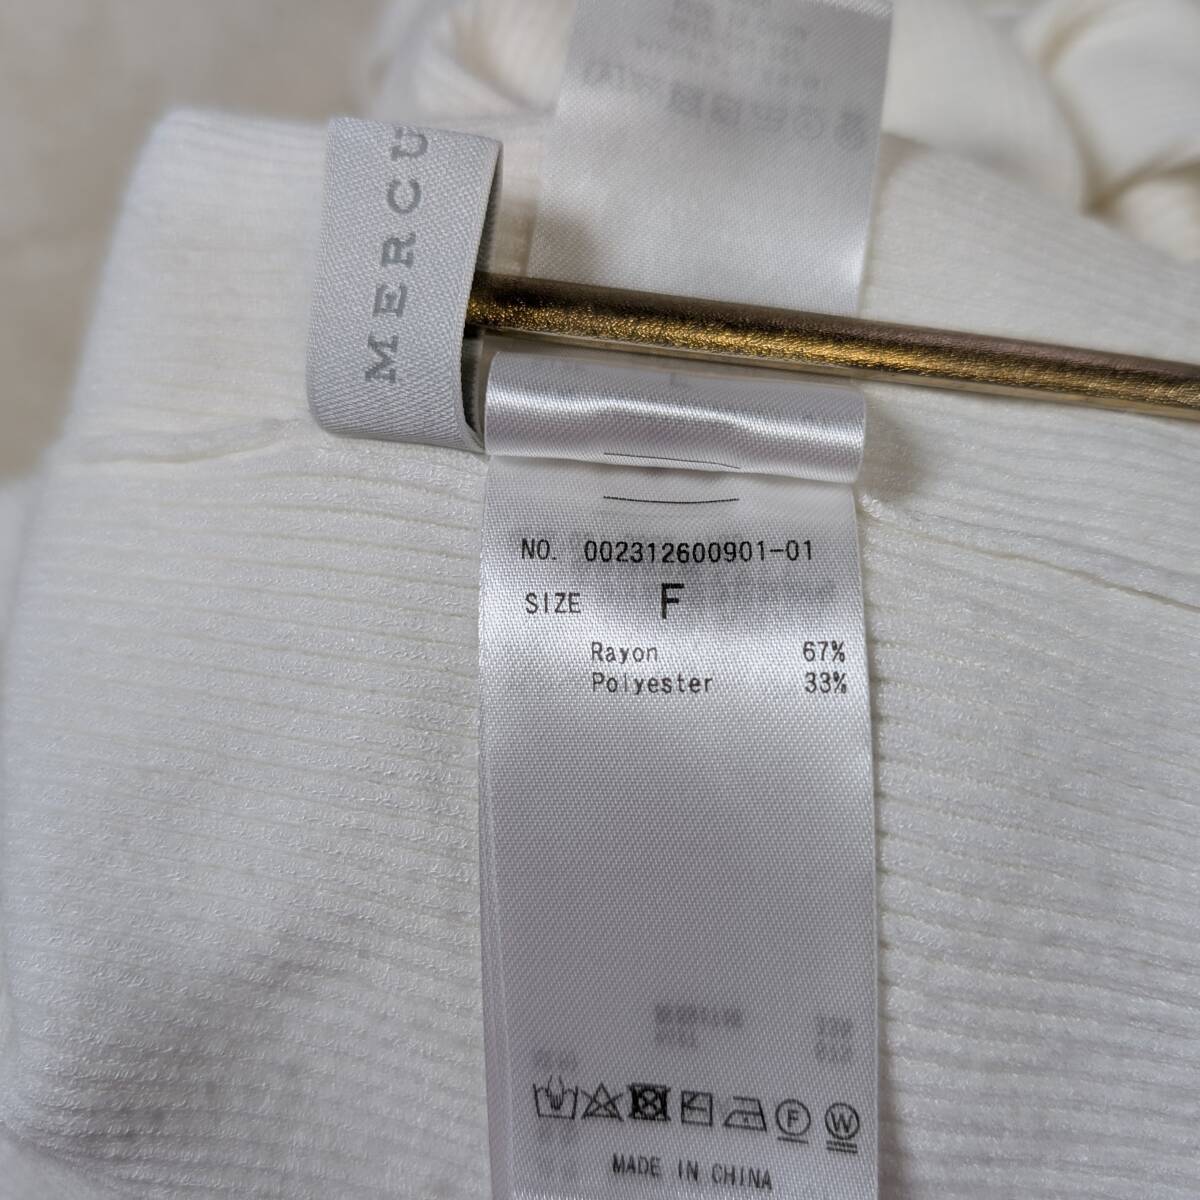 MERCU
NO. 002312600901-01
SIZE F
Rayon 67%
Polyester 33%
F W
MADE IN CHINA